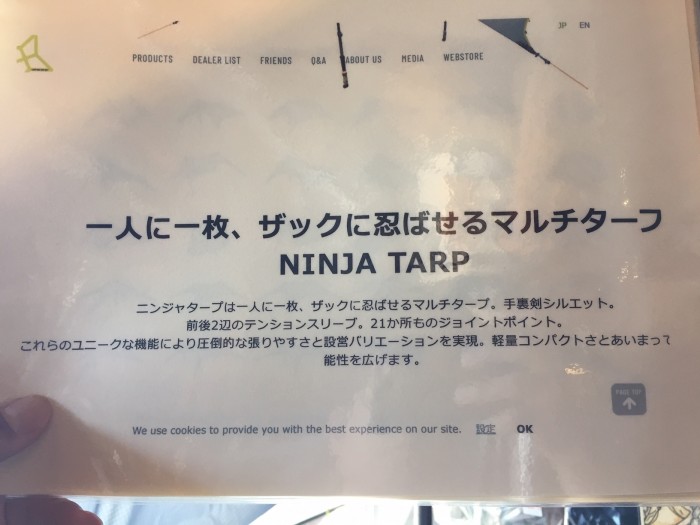 JP EN
PRODUCTS DEALER LIST FRIENDS Q&A ABOUT US MEDIA WEBSTORE
一人に一枚、ザックに忍ばせるマルチターフ
NINJA TARP
ニンジャタープは一人に一枚、ザックに忍ばせるマルチタープ。手裏剣シルエット。
前後2辺のテンションスリーブ。21か所ものジョイントポイント。
これらのユニークな機能により圧倒的な張りやすさと設営バリエーションを実現。軽量コンパクトさとあいまって
能性を広げます。
PAGE TOP
We use cookies to provide you with the best experience on our site. 設定 OK